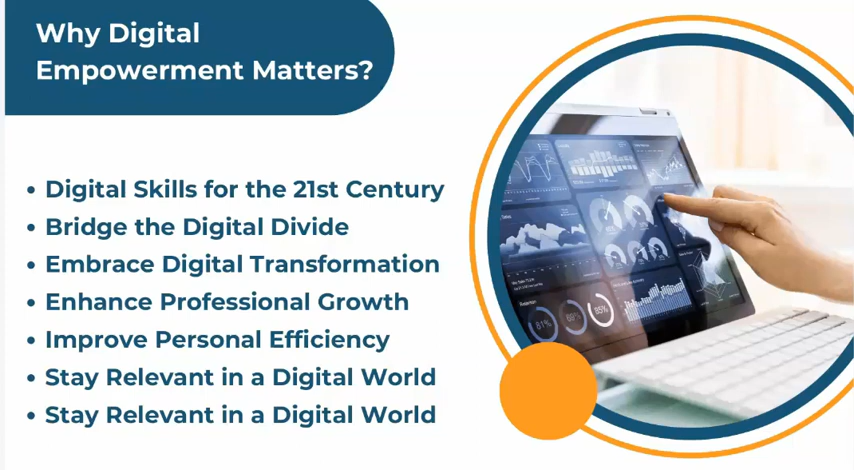 Why Digital
Empowerment Matters?
• Digital Skills for the 21st Century
• Bridge the Digital Divide
• Embrace Digital Transformation
• Enhance Professional Growth
• Improve Personal Efficiency
• Stay Relevant in a Digital World
• Stay Relevant in a Digital World
81%